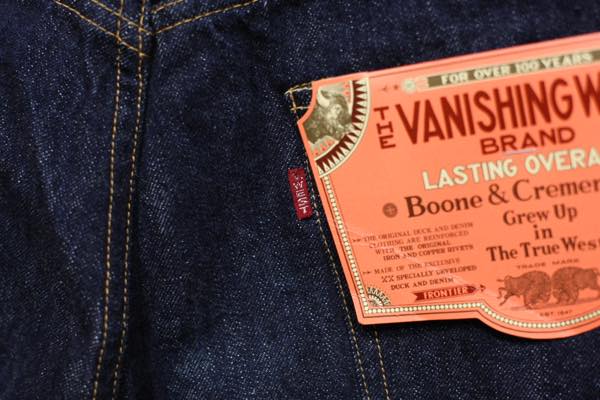 FOR OVER 100 YEARS
THE VANISHING W
BRAND
LASTING OVERA
Boone & Cremer
Grew Up
in
The True Wes
THE ORIGINAL DUCK AND DENIM
CLOTHING ARE REINFORCED
WITH THE ORIGINAL
IRON AND COPPER RIVETS
MADE OF THE EXCLUSIVE
XX SPECIALLY DEVELOPED
DUCK AND DENIM
FRONTIER
TRADE MARK
WEST